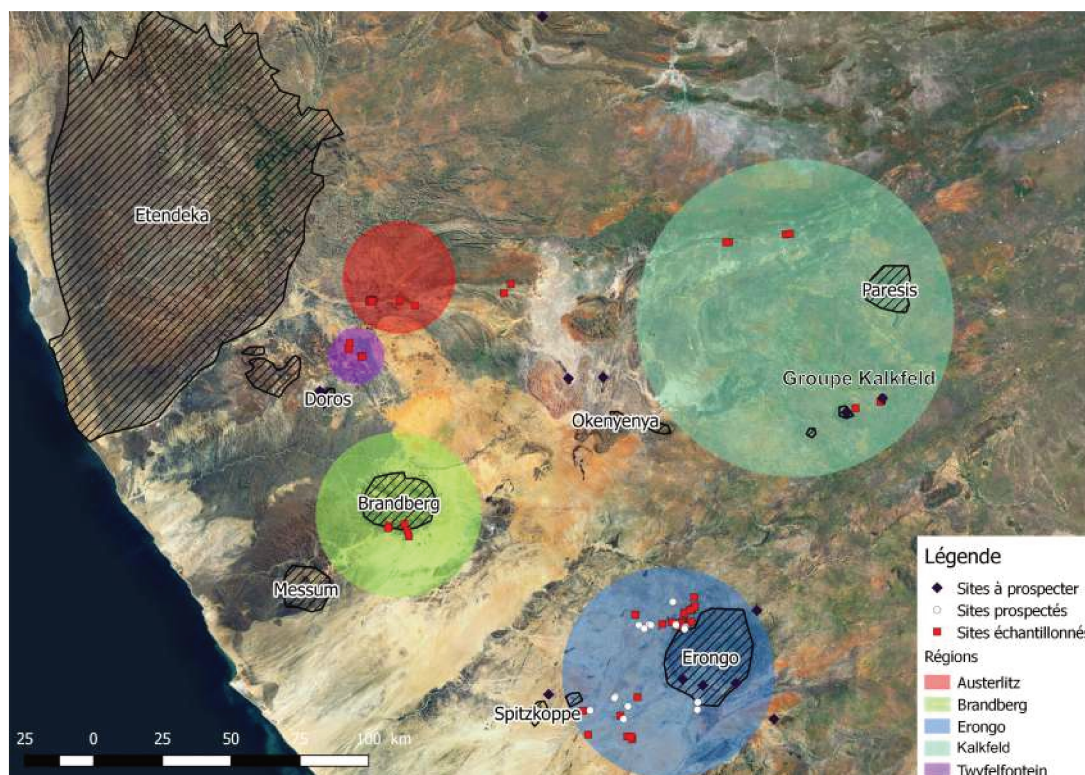 Etendeka
Paresis
Groupe Kalkfeld
Doros
Okenyenya
Brandberg
Messum
Erongo
Spitzkoppe
25 0 25 50 75 100 km
Légende
Sites à prospecter
Sites prospectés
Sites échantillonnés
Régions
Austerlitz
Brandberg
Erongo
Kalkfeld
Twyfelfontein